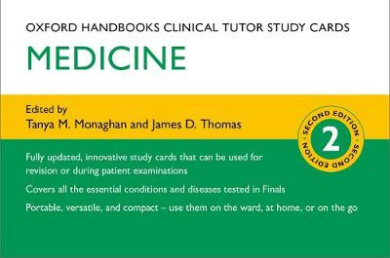 OXFORD HANDBOOKS CLINICAL TUTOR STUDY CARDS
MEDICINE
Edited by
Tanya M. Monaghan and James D. Thomas
· SECOND EDITION · SECOND EDITION
2
Fully updated, innovative study cards that can be used for
revision or during patient examinations
Covers all the essential conditions and diseases tested in Finals
Portable, versatile, and compact – use them on the ward, at home, or on the go